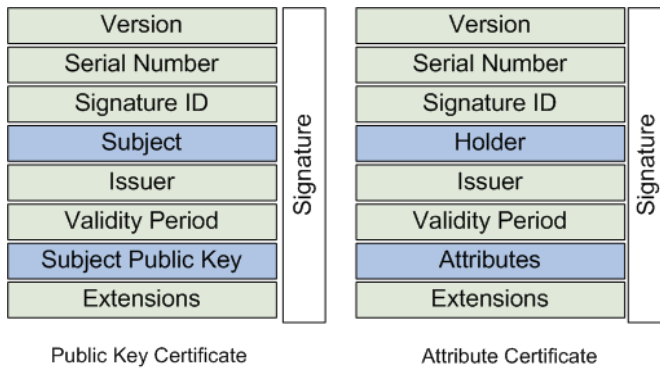 Version
Serial Number
Signature ID
Subject
Issuer
Validity Period
Subject Public Key
Extensions
Signature
Public Key Certificate
Version
Serial Number
Signature ID
Holder
Issuer
Validity Period
Attributes
Extensions
Signature
Attribute Certificate